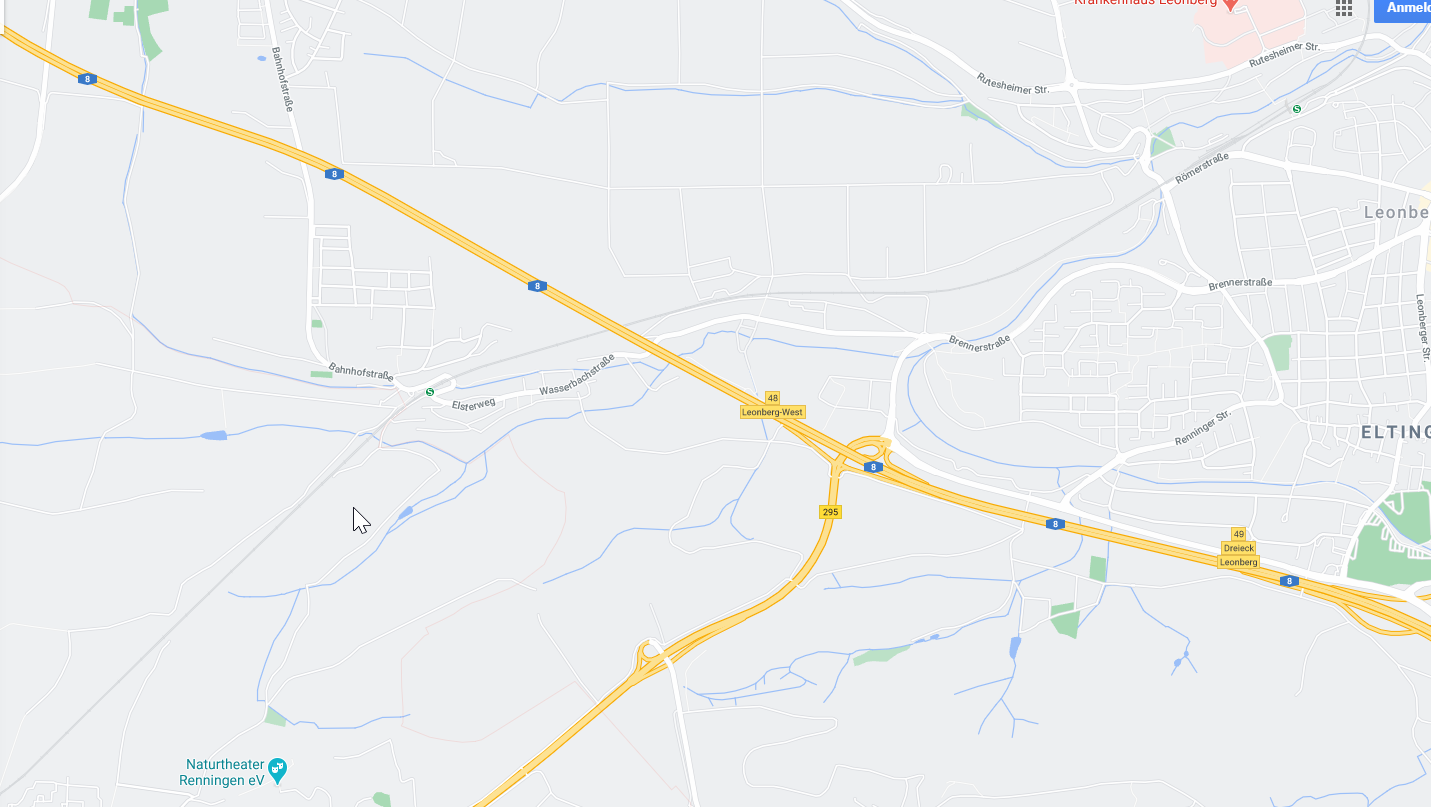 Krankenhaus Leonberg
Anmeld
Rutesheimer Str.
Bahnhofstraße
8
Rutesheimer Str.
S
Römerstraße
8
Leonbe
Brennerstraße
8
Leonberger Str.
Brennerstraße
Bahnhofstraße
Wasserbachstraße
S
Elsterweg
48
Leonberg-West
Renninger Str.
ELTING
8
295
8
49
Dreieck
Leonberg
8
Naturtheater
Renningen eV